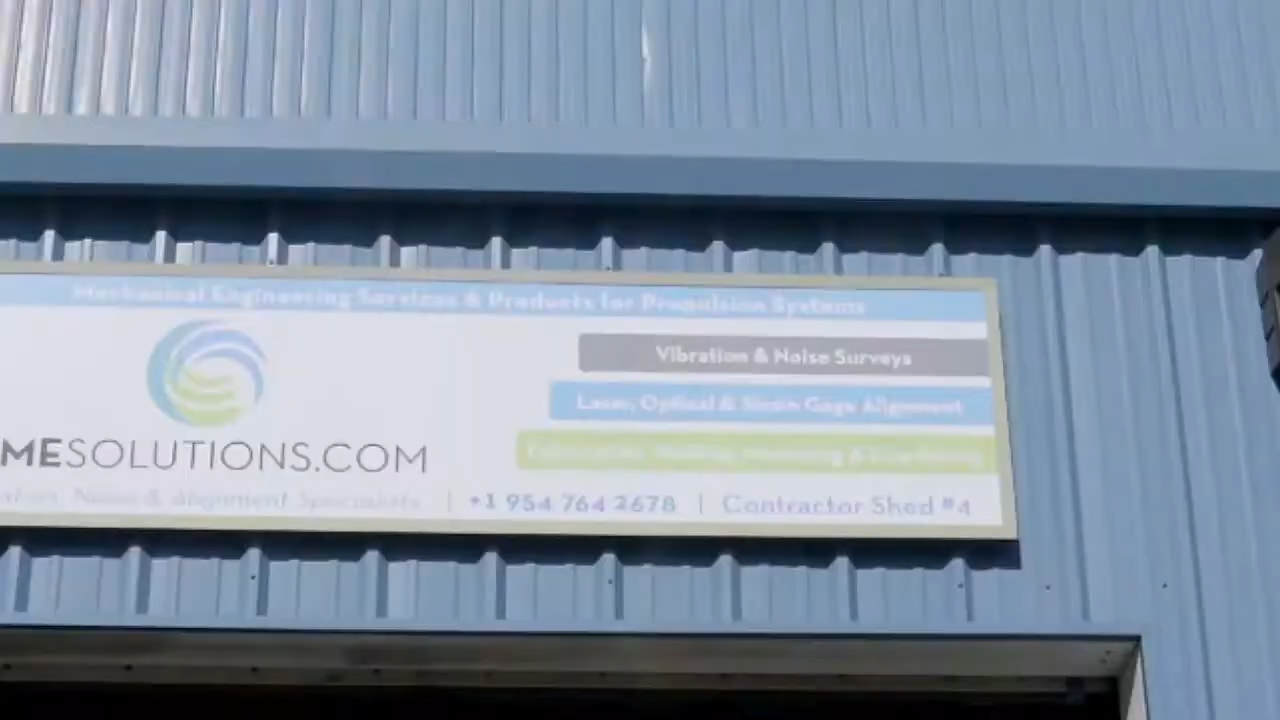 Mechanical Engineering Services & Products for Propulsion Systems
Vibration & Noise Surveys
Laser, Optical & Strain Gage Alignment
MESOLUTIONS.COM
Noise & Alignment Specialists | +1 954 764 2678 | Contractor Shed #4